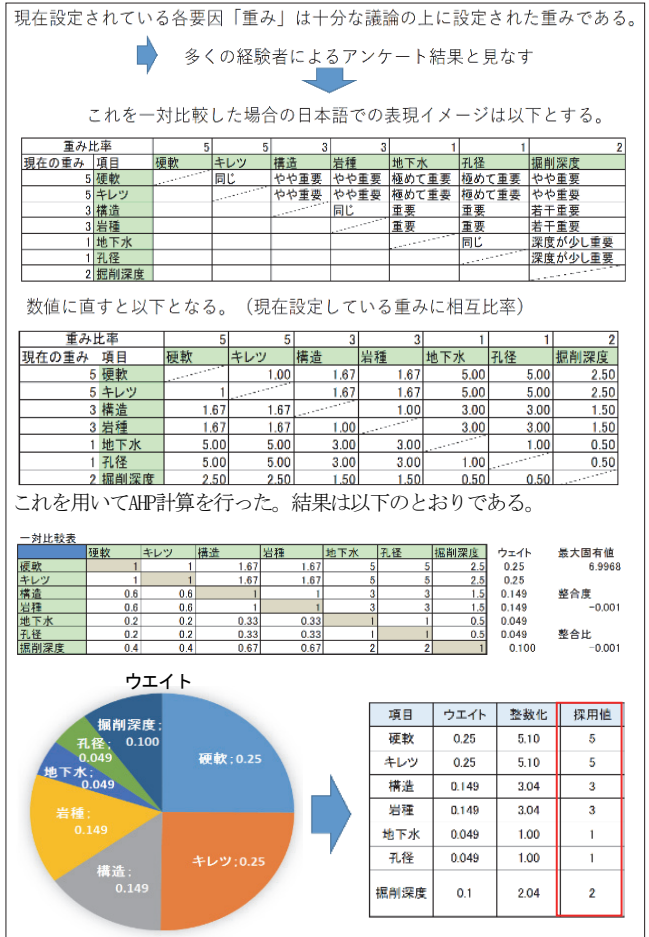 現在設定されている各要因「重み」は十分な議論の上に設定された重みである。
多くの経験者によるアンケート結果と見なす
これを一対比較した場合の日本語での表現イメージは以下とする。
重み比率 5 5 3 3 1 1 2
現在の重み 項目 硬軟 キレツ 構造 岩種 地下水 孔径 掘削深度
5 硬軟 同じ やや重要 やや重要 極めて重要 極めて重要 やや重要
5 キレツ やや重要 やや重要 極めて重要 極めて重要 やや重要
3 構造 同じ 重要 重要 若干重要
3 岩種 重要 重要 若干重要
1 地下水 同じ 深度が少し重要
1 孔径 深度が少し重要
2 掘削深度
数値に直すと以下となる。（現在設定している重みに相互比率）
重み比率 5 5 3 3 1 1 2
現在の重み 項目 硬軟 キレツ 構造 岩種 地下水 孔径 掘削深度
5 硬軟 1.00 1.67 1.67 5.00 5.00 2.50
5 キレツ 1 1.67 1.67 5.00 5.00 2.50
3 構造 1.67 1.67 1.00 3.00 3.00 1.50
3 岩種 1.67 1.67 1.00 3.00 3.00 1.50
1 地下水 5.00 5.00 3.00 3.00 1.00 0.50
1 孔径 5.00 5.00 3.00 3.00 1.00 0.50
2 掘削深度 2.50 2.50 1.50 1.50 0.50 0.50
これを用いてAHP計算を行った。結果は以下のとおりである。
一対比較表
硬軟 キレツ 構造 岩種 地下水 孔径 掘削深度 ウェイト 最大固有値
硬軟 1 1 1.67 1.67 5 5 2.5 0.25 6.9968
キレツ 1 1 1.67 1.67 5 5 2.5 0.25
構造 0.6 0.6 1 1 3 3 1.5 0.149 整合度
岩種 0.6 0.6 1 1 3 3 1.5 0.149 -0.001
地下水 0.2 0.2 0.33 0.33 1 1 0.5 0.049
孔径 0.2 0.2 0.33 0.33 1 1 0.5 0.049 整合比
掘削深度 0.4 0.4 0.67 0.67 2 2 1 0.100 -0.001
ウエイト
掘削深度;
0.100
孔径;
0.049
地下水;
0.049
岩種;
0.149
構造;
0.149
硬軟;0.25
キレツ;0.25
項目 ウエイト 整数化 採用値
硬軟 0.25 5.10 5
キレツ 0.25 5.10 5
構造 0.149 3.04 3
岩種 0.149 3.04 3
地下水 0.049 1.00 1
孔径 0.049 1.00 1
掘削深度 0.1 2.04 2